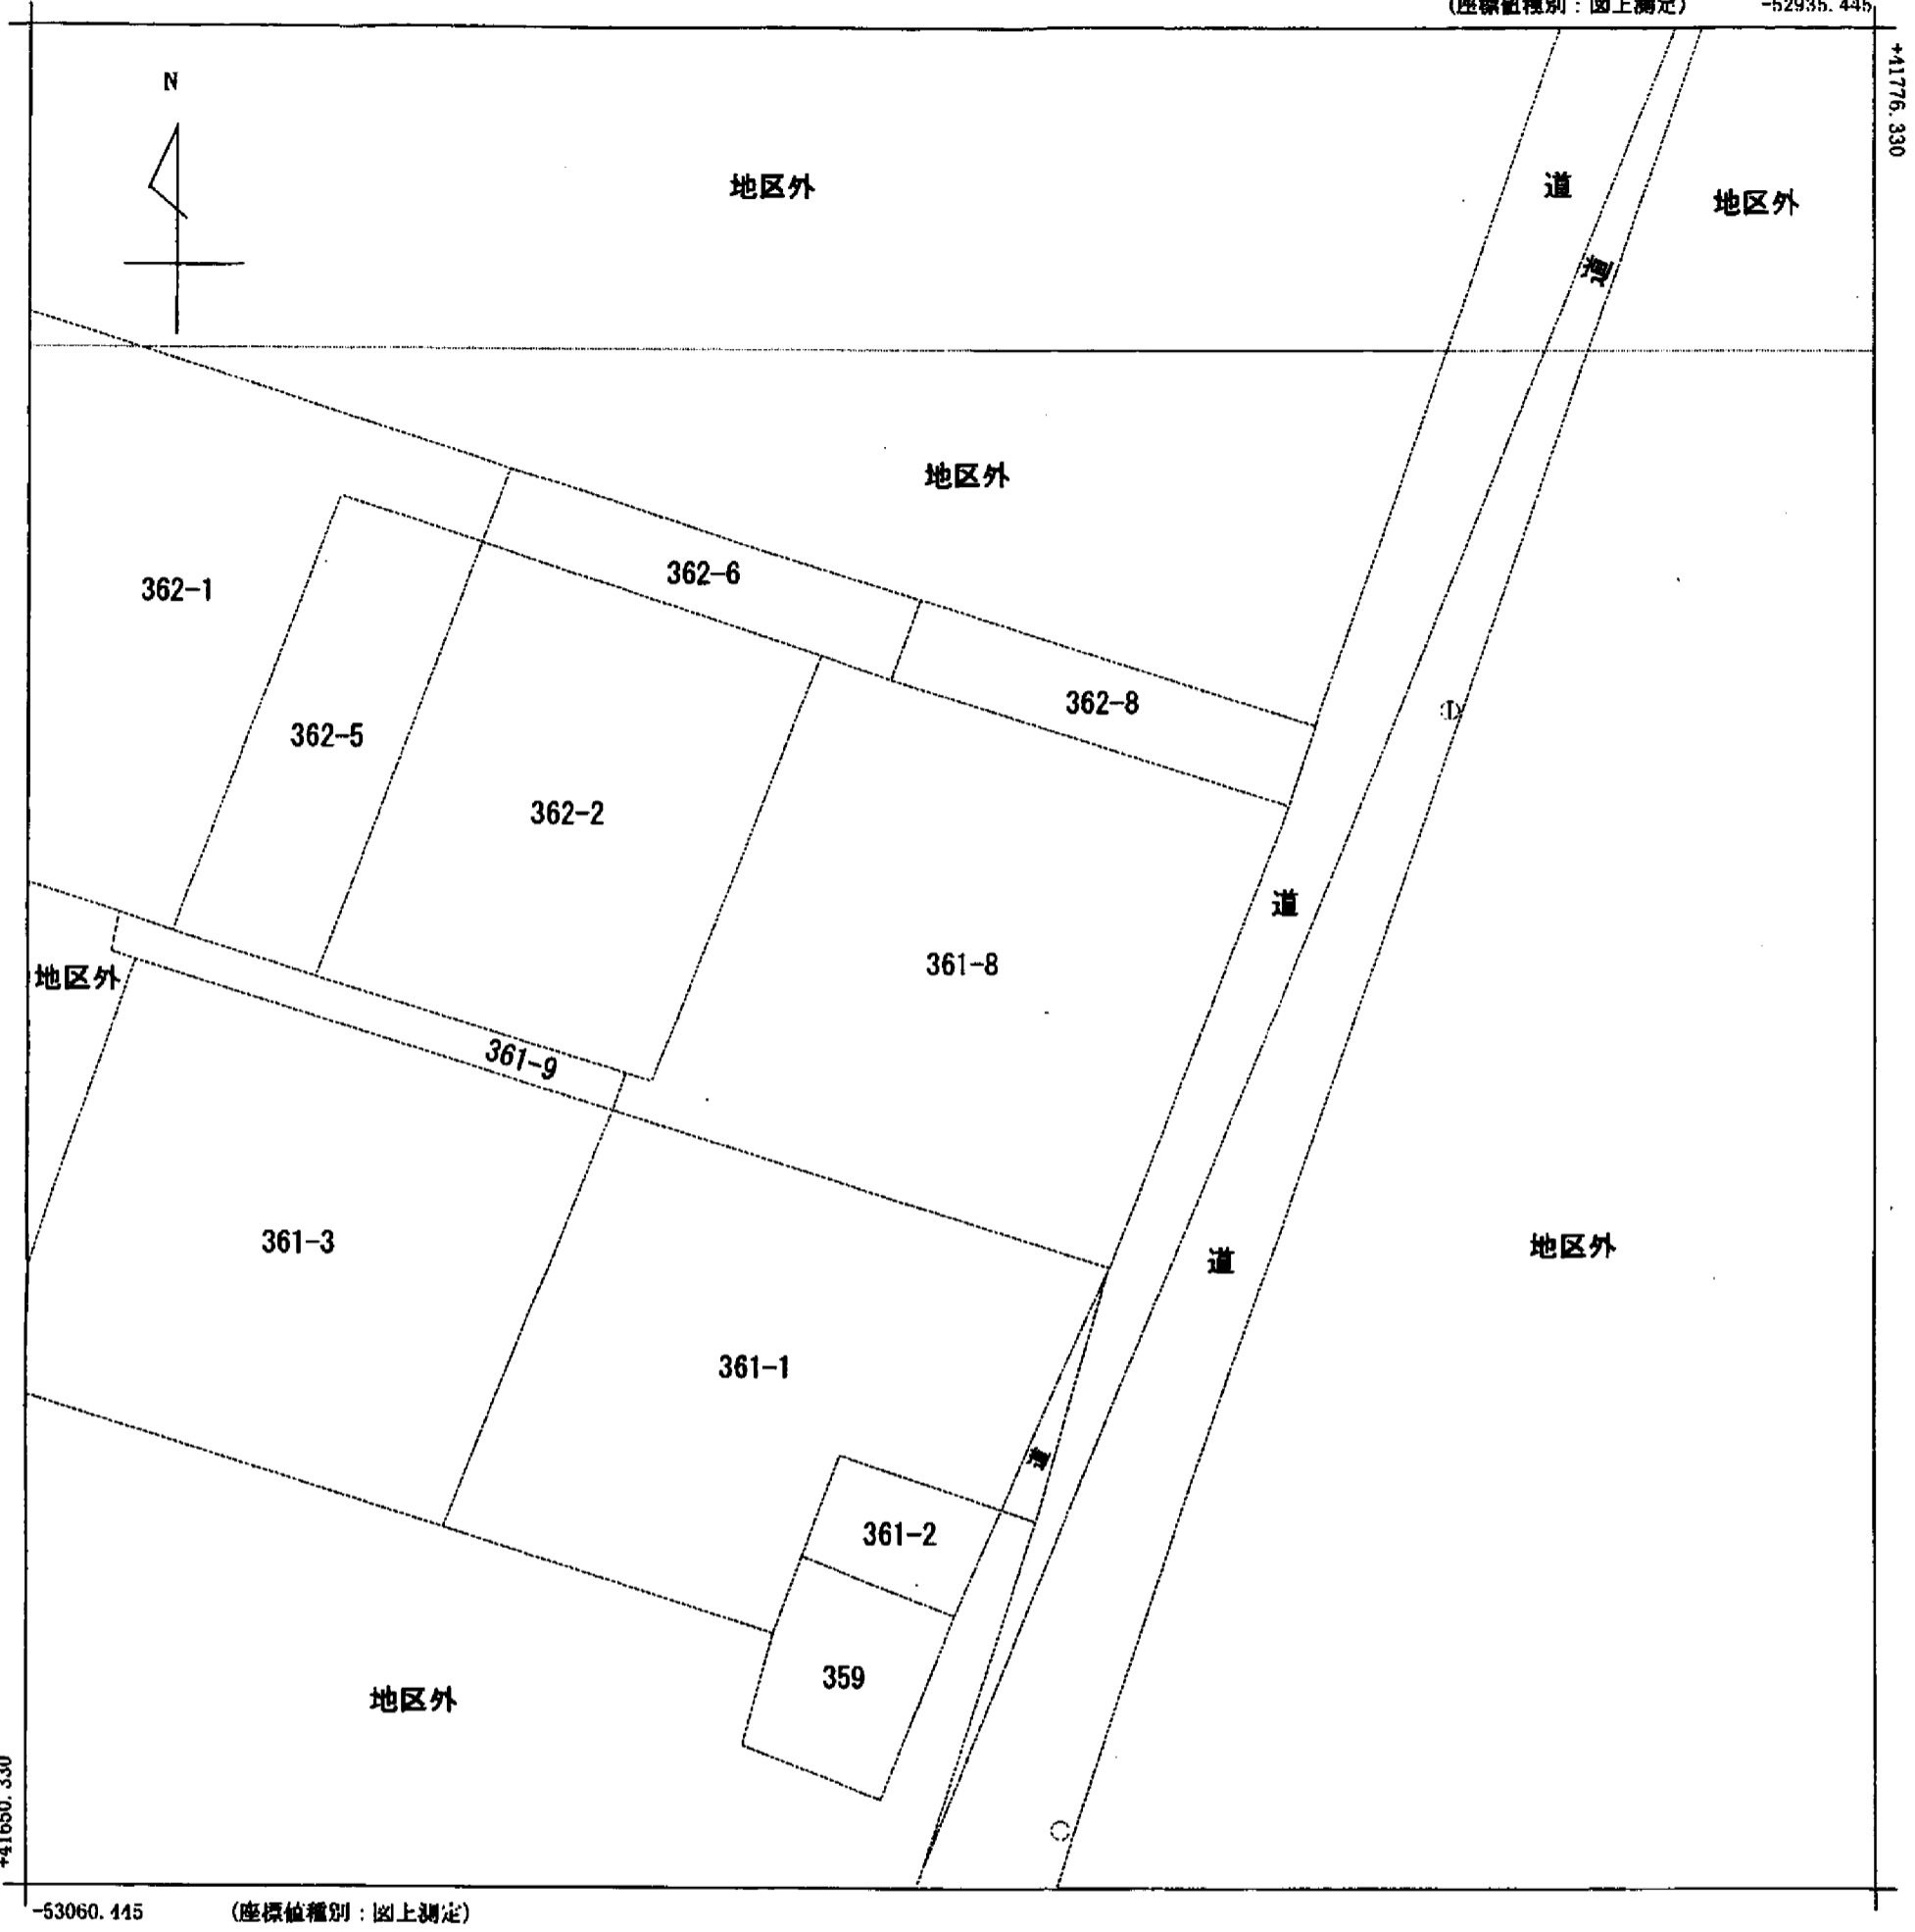 (座標値種別：図上測定) -52935.445
+41776.330
N
地区外
道
地区外
道
地区外
362-6
362-1
362-8
362-5
362-2
道
361-8
地区外
361-9
361-3
地区外
道
361-1
道
361-2
359
地区外
+41650.330
-53060.445 (座標値種別：図上測定)